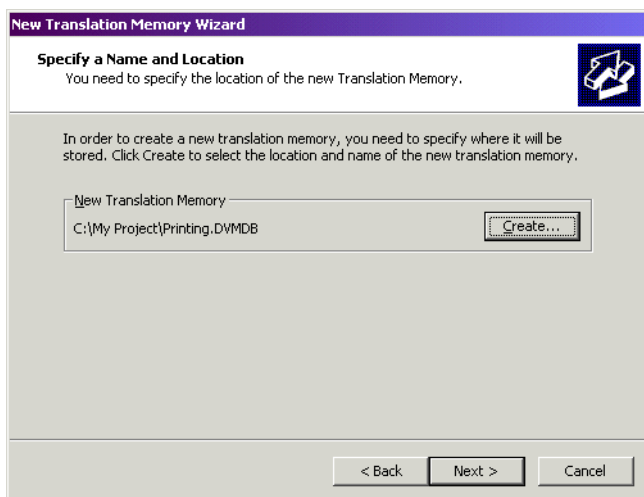 New Translation Memory Wizard
Specify a Name and Location
You need to specify the location of the new Translation Memory.
In order to create a new translation memory, you need to specify where it will be
stored. Click Create to select the location and name of the new translation memory.
New Translation Memory
C:\My Project\Printing.DVMDB
Create...
< Back
Next >
Cancel